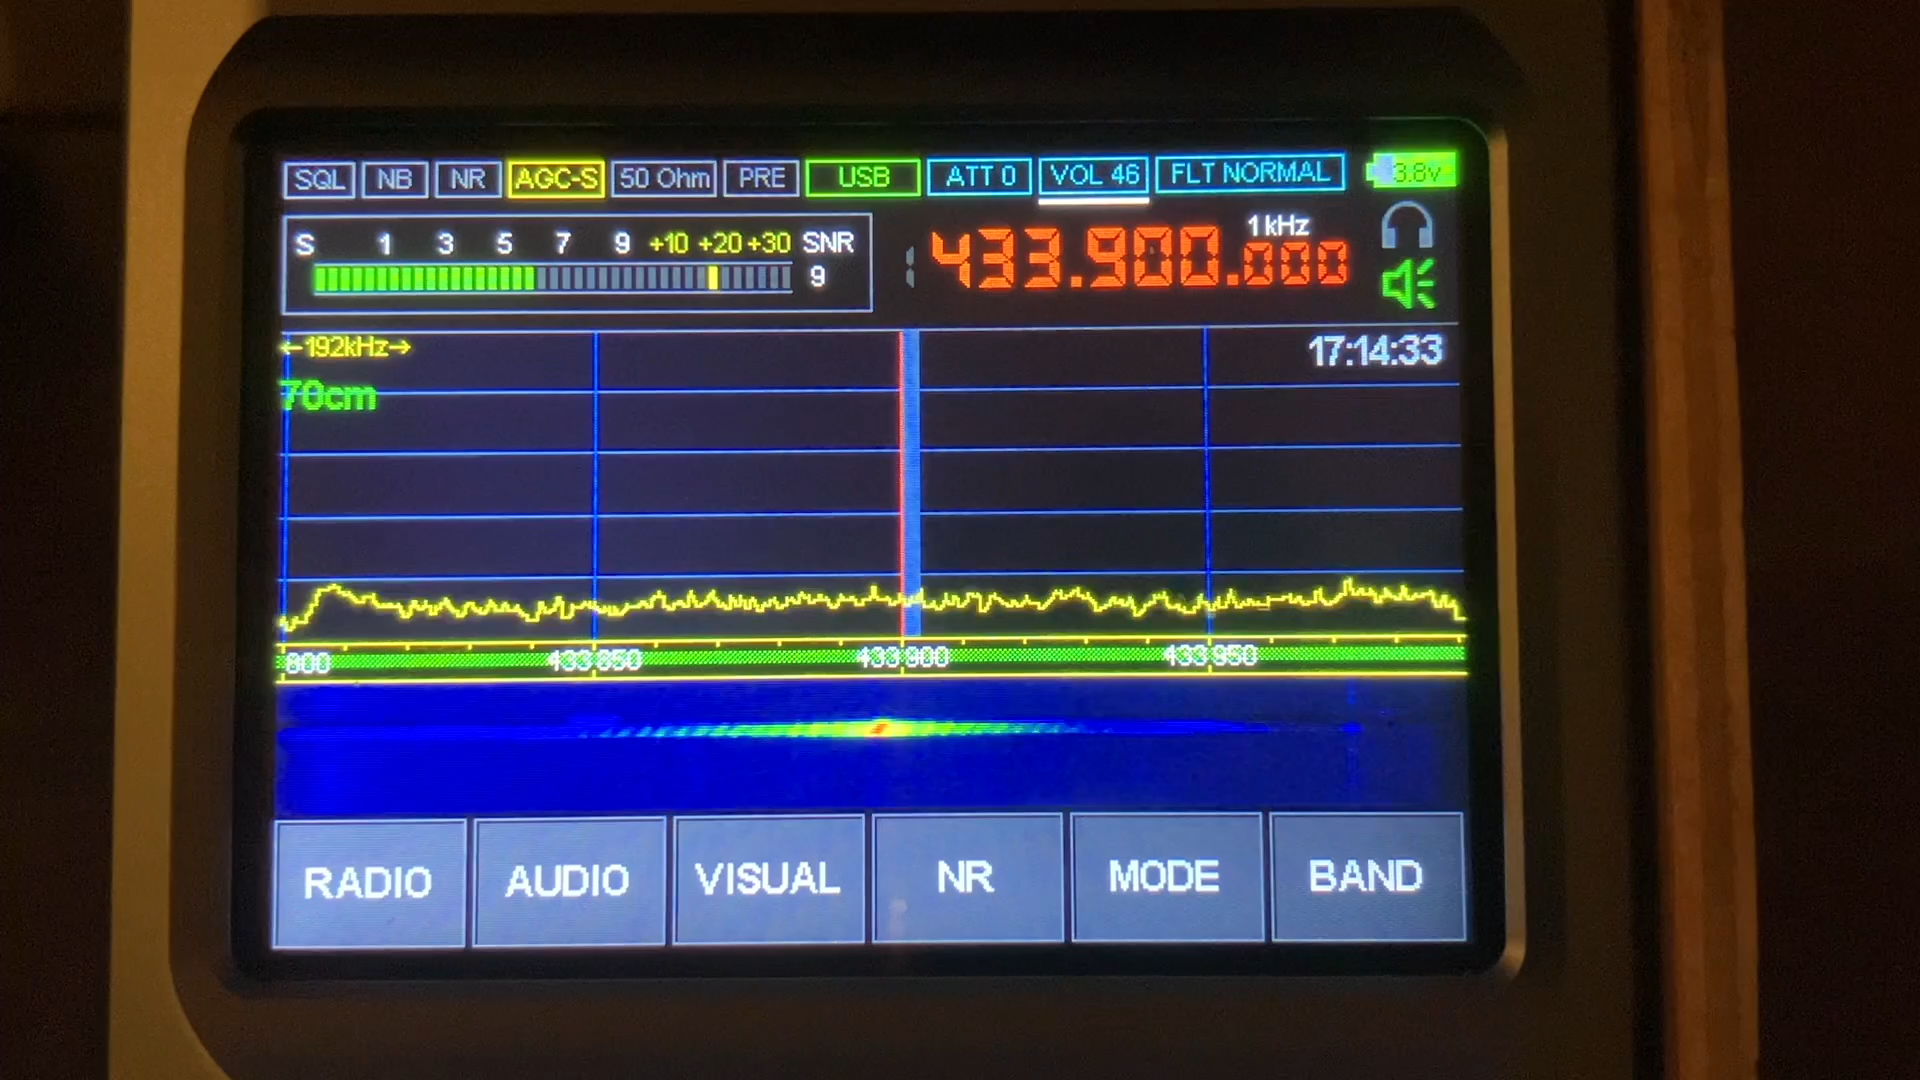 SQL NB NR AGC-S 50 Ohm PRE USB ATT 0 VOL 46 FLT NORMAL 3.8v
S 1 3 5 7 9 +10 +20 +30 SNR
9
1 kHz
433.900.000
←192kHz→
17:14:33
70cm
800 433 850 433 900 433 950
RADIO AUDIO VISUAL NR MODE BAND